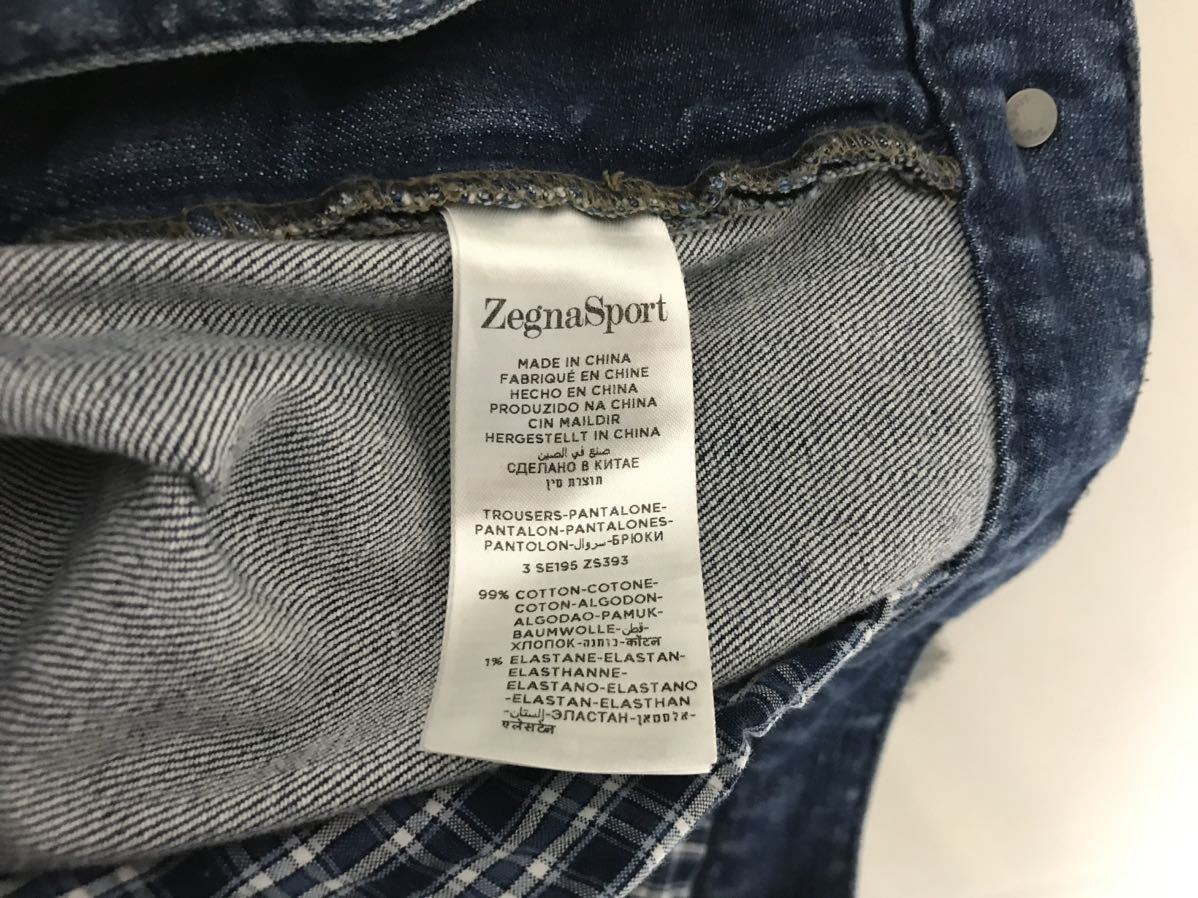 ZegnaSport
MADE IN CHINA
FABRIQUÉ EN CHINE
HECHO EN CHINA
PRODUZIDO NA CHINA
CIN MAILDIR
HERGESTELLT IN CHINA
صنع في الصين
СДЕЛАНО В КИТАЕ
תוצרת סין
TROUSERS-PANTALONE-
PANTALON-PANTALONES-
PANTOLON-سروال-БРЮКИ
3 SE195 ZS393
99% COTTON-COTONE-
COTON-ALGODON-
ALGODAO-PAMUK-
BAUMWOLLE-قطن-
ХЛОПОК-כותנה-कॉटन
1% ELASTANE-ELASTAN-
ELASTHANNE-
ELASTANO-ELASTANO
-ELASTAN-ELASTHAN
-إلستان-ЭЛАСТАН-אלסטאן-
एलेसटेन